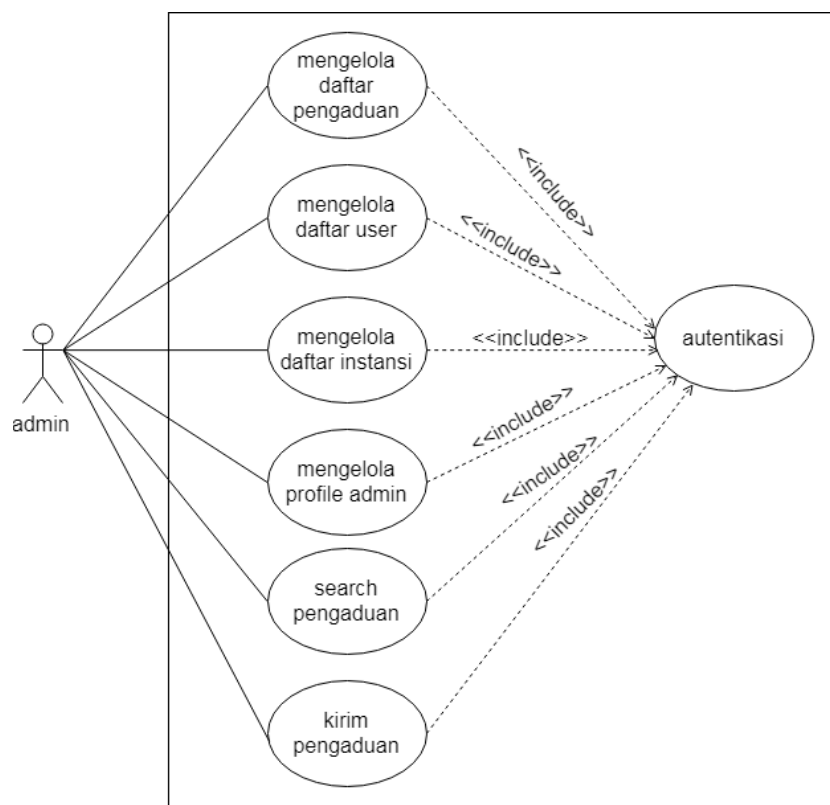 mengelola
daftar
pengaduan
<<include>>
mengelola
daftar user
<<include>>
mengelola
daftar instansi
<<include>>
autentikasi
admin
mengelola
profile admin
<<include>>
search
pengaduan
<<include>>
kirim
pengaduan
<<include>>